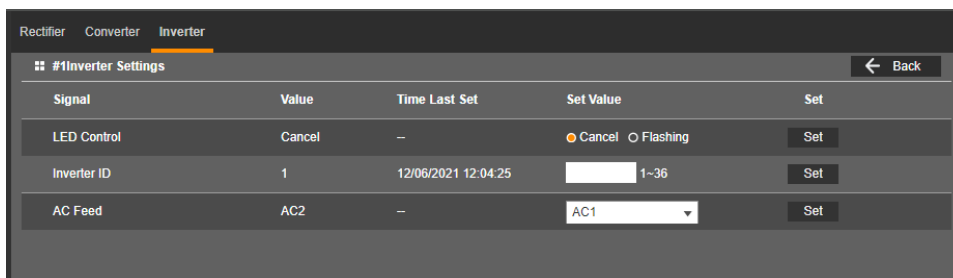 Rectifier Converter Inverter
#1Inverter Settings Back
Signal Value Time Last Set Set Value Set
LED Control Cancel -- Cancel Flashing Set
Inverter ID 1 12/06/2021 12:04:25 1~36 Set
AC Feed AC2 -- AC1 Set